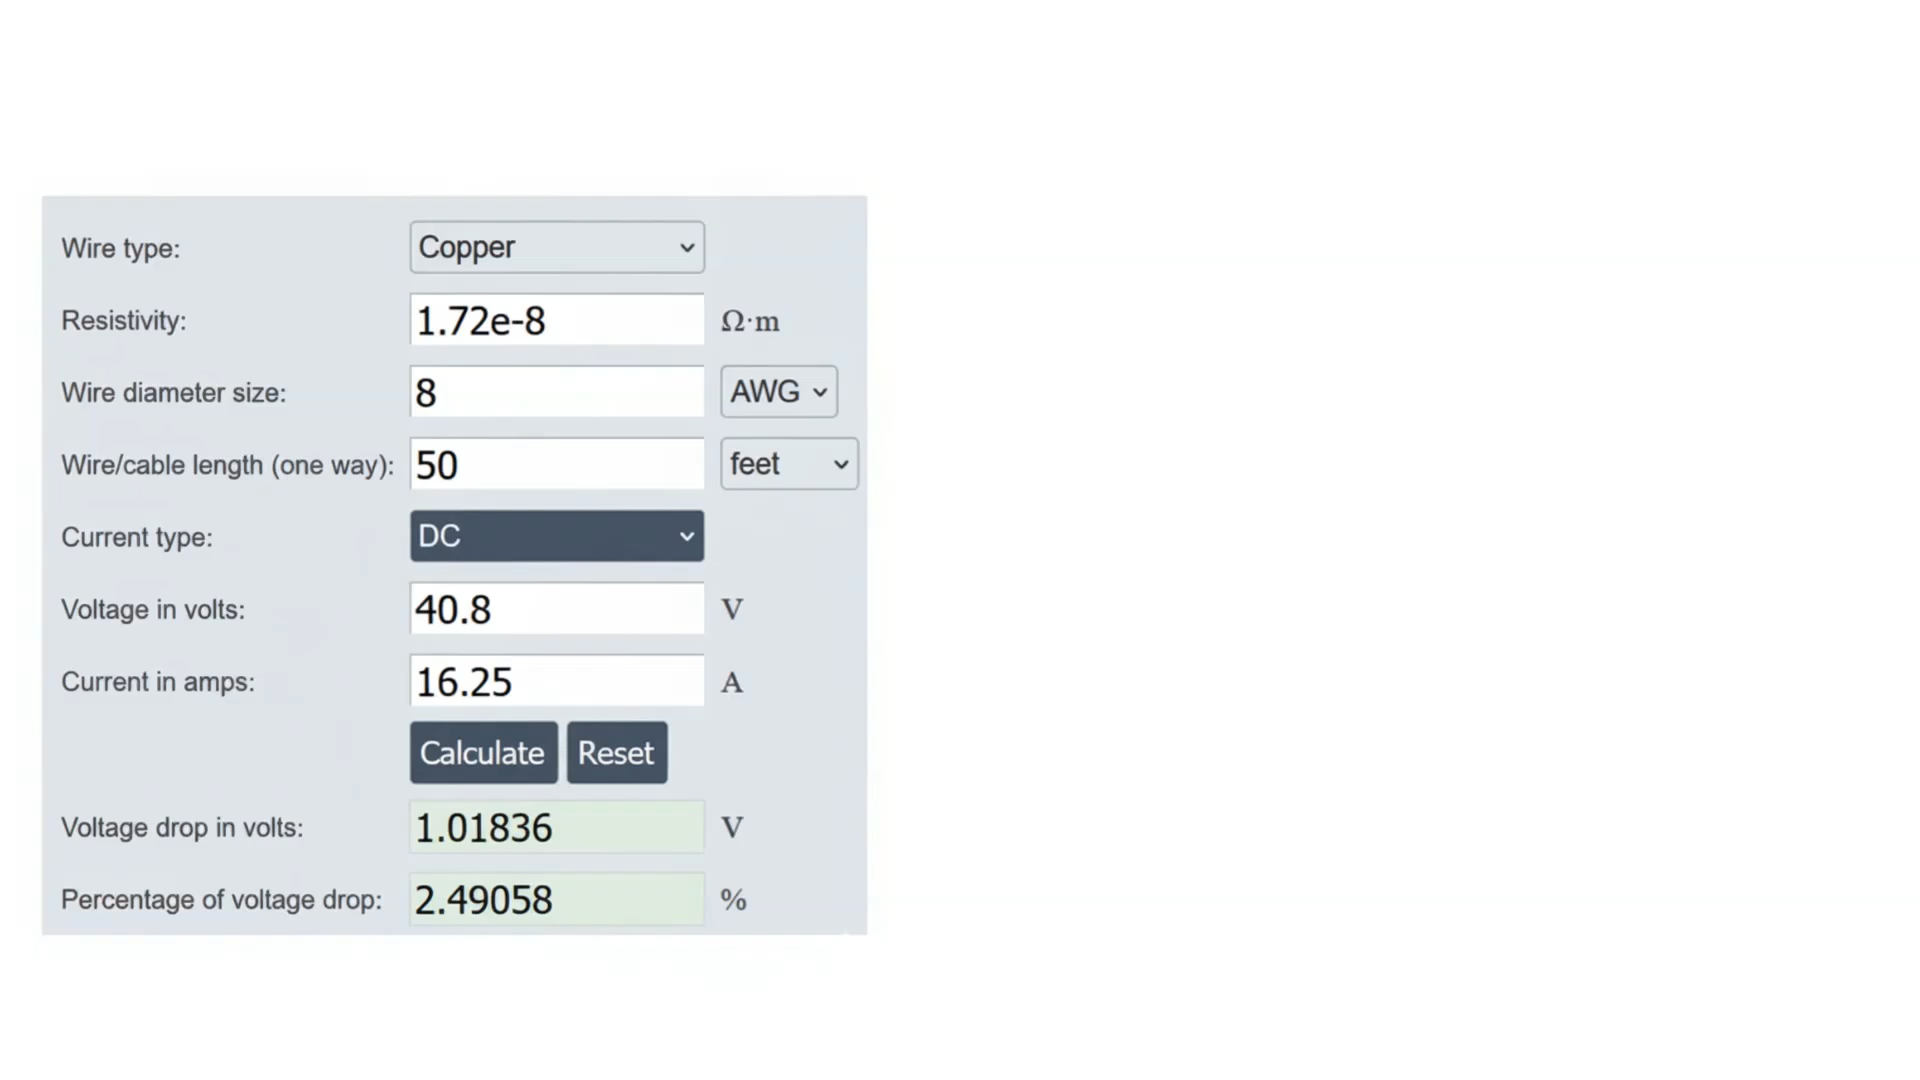 Wire type: Copper
Resistivity: 1.72e-8 Ω·m
Wire diameter size: 8 AWG
Wire/cable length (one way): 50 feet
Current type: DC
Voltage in volts: 40.8 V
Current in amps: 16.25 A
Calculate Reset
Voltage drop in volts: 1.01836 V
Percentage of voltage drop: 2.49058 %